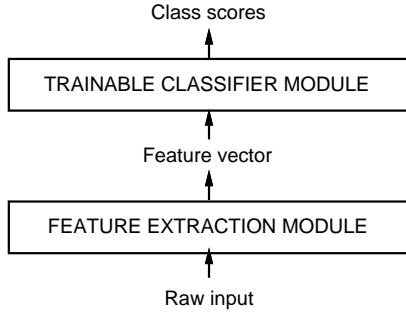 Class scores
TRAINABLE CLASSIFIER MODULE
Feature vector
FEATURE EXTRACTION MODULE
Raw input